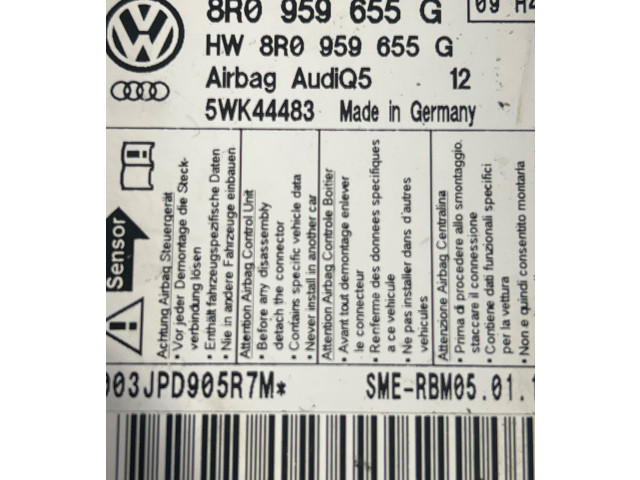 8R0 959 655 G
09 H4
HW 8R0 959 655 G
Airbag AudiQ5 12
5WK44483 Made in Germany
Sensor
Achtung Airbag Steuergerät
• Vor jeder Demontage die Steck-
verbindung lösen
• Enthält fahrzeugspezifische Daten
• Nie in andere Fahrzeuge einbauen
Attention Airbag Control Unit
• Before any disassembly
detach the connector
• Contains specific vehicle data
• Never install in another car
Attention Airbag Controle Boitier
• Avant tout demontage enlever
le connecteur
• Renferme des donnees specifiques
a ce vehicule
• Ne pas installer dans d'autres
vehicules
Attenzione Airbag Centralina
• Prima di procedere allo smontaggio,
staccare il connessione
• Contiene dati funzionali specifici
per la vettura
• Non e quindi consentito montarla
003JPD905R7M* SME-RBM05.01.1